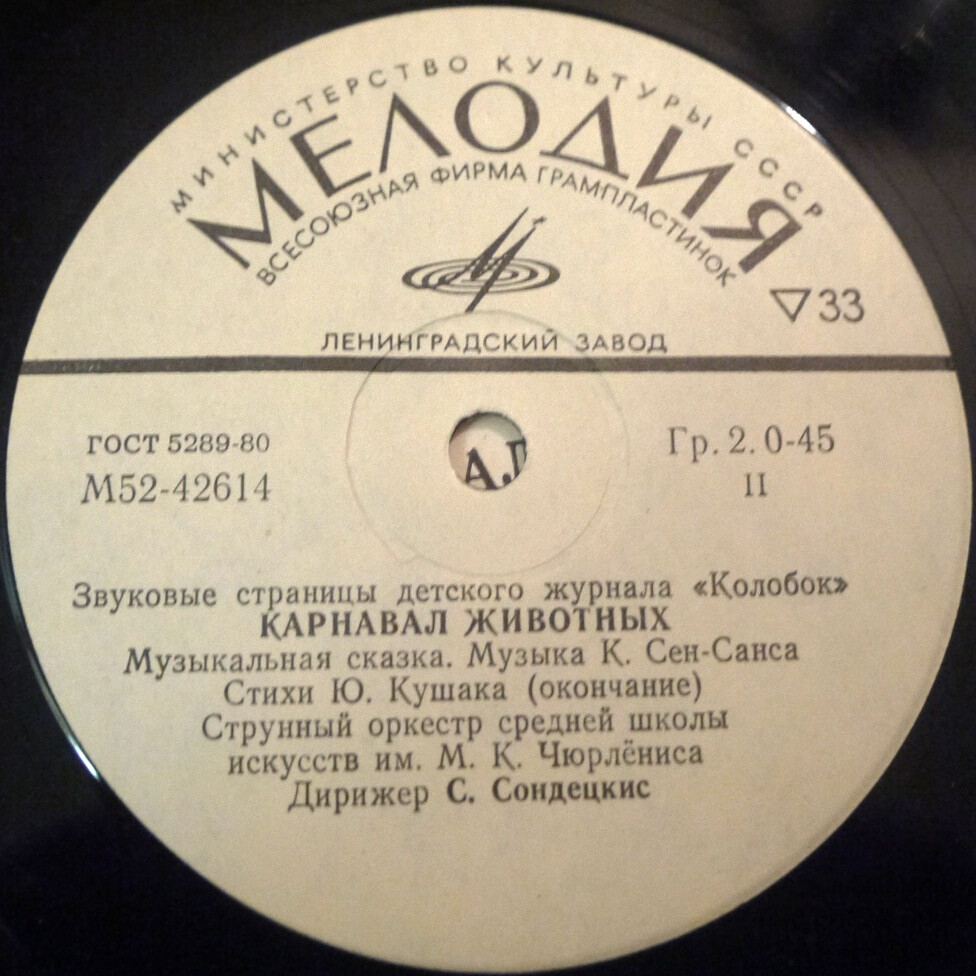 МИНИСТЕРСТВО КУЛЬТУРЫ СССР
МЕЛОДИЯ
ВСЕСОЮЗНАЯ ФИРМА ГРАМПЛАСТИНОК
▽33
ЛЕНИНГРАДСКИЙ ЗАВОД
ГОСТ 5289-80
М52-42614
Гр. 2. 0-45
II
Звуковые страницы детского журнала «Колобок»
КАРНАВАЛ ЖИВОТНЫХ
Музыкальная сказка. Музыка К. Сен-Санса
Стихи Ю. Кушака (окончание)
Струнный оркестр средней школы
искусств им. М. К. Чюрлёниса
Дирижер С. Сондецкис